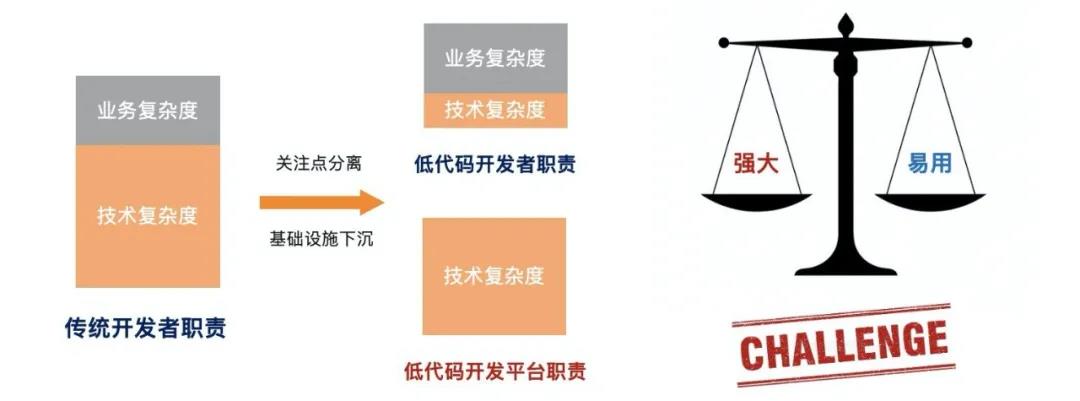 业务复杂度
技术复杂度
传统开发者职责
关注点分离
基础设施下沉
业务复杂度
技术复杂度
低代码开发者职责
技术复杂度
低代码开发平台职责
强大
易用
CHALLENGE